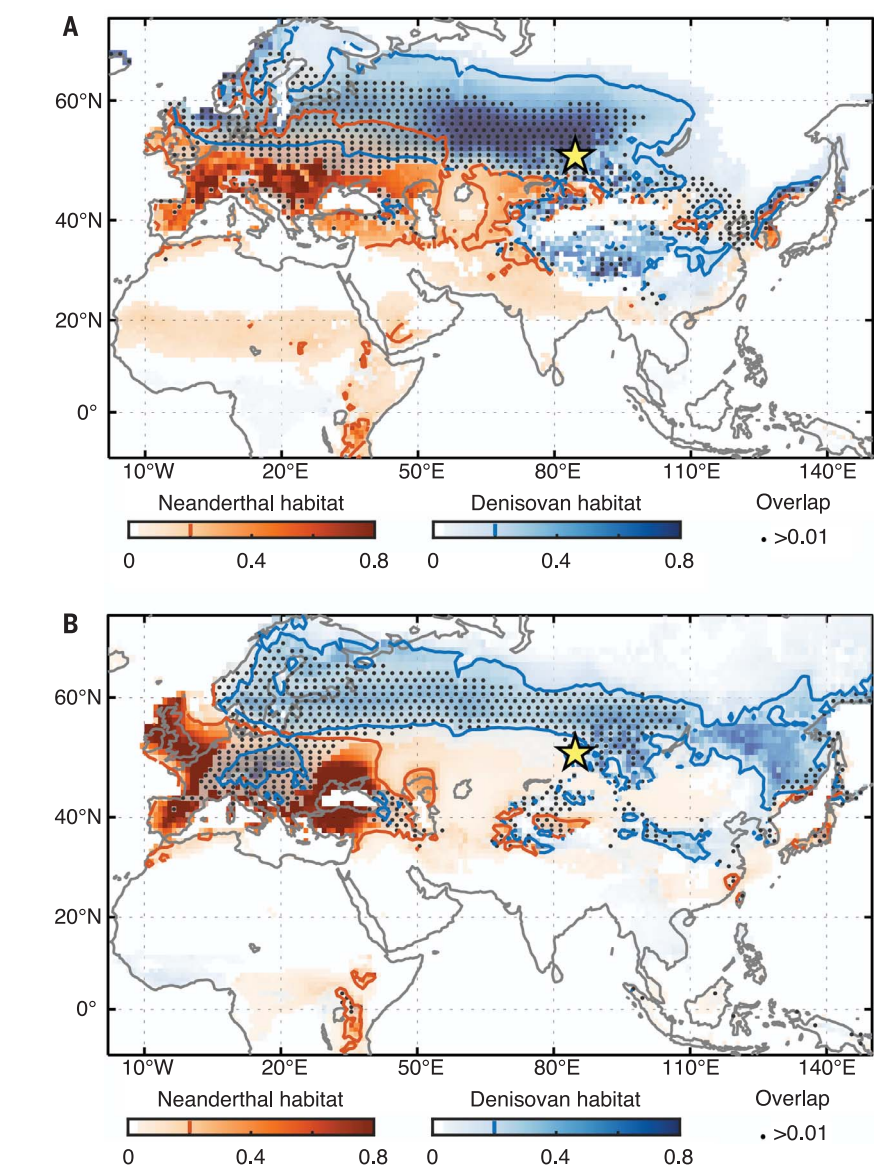 A
60°N
40°N
20°N
0°
10°W 20°E 50°E 80°E 110°E 140°E
Neanderthal habitat Denisovan habitat Overlap
0 0.4 0.8 0 0.4 0.8 • >0.01
B
60°N
40°N
20°N
0°
10°W 20°E 50°E 80°E 110°E 140°E
Neanderthal habitat Denisovan habitat Overlap
0 0.4 0.8 0 0.4 0.8 • >0.01